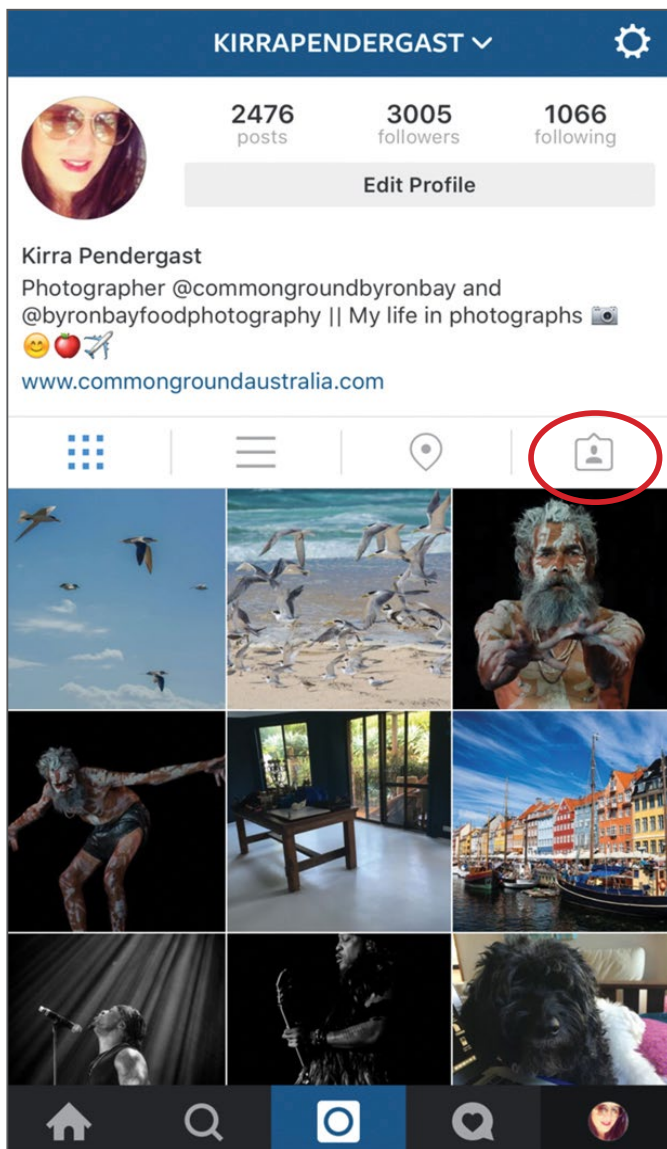 KIRRAPENDERGAST
2476 3005 1066
posts followers following
Edit Profile
Kirra Pendergast
Photographer @commongroundbyronbay and
@byronbayfoodphotography || My life in photographs 📷
😊🍎✈️
www.commongroundaustralia.com